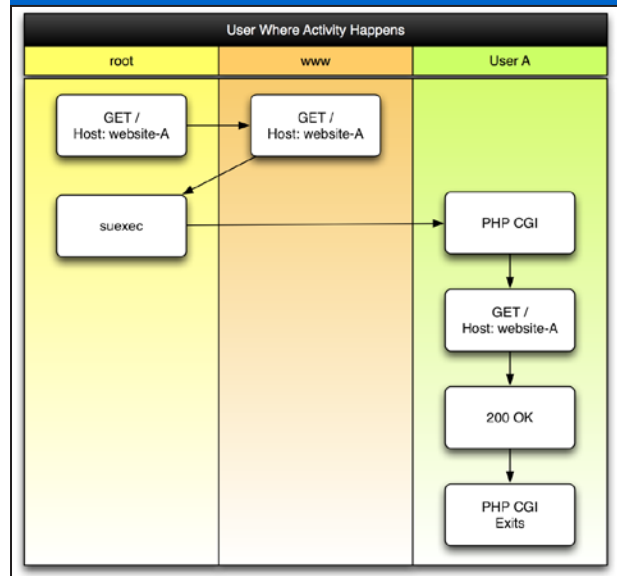 User Where Activity Happens
root
www
User A
GET /
Host: website-A
GET /
Host: website-A
suexec
PHP CGI
GET /
Host: website-A
200 OK
PHP CGI
Exits